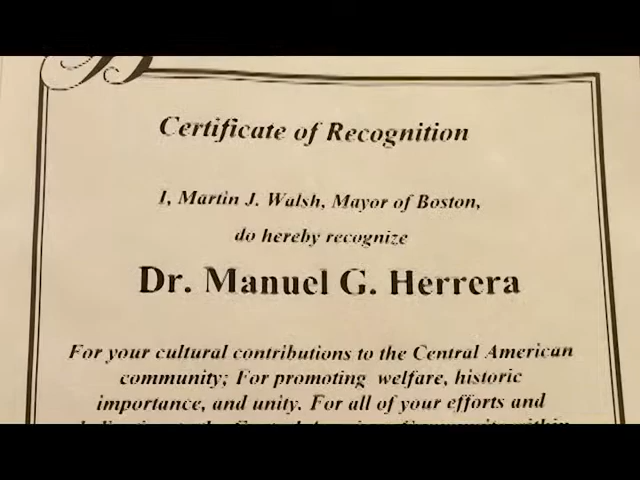 Certificate of Recognition
I, Martin J. Walsh, Mayor of Boston,
do hereby recognize
Dr. Manuel G. Herrera
For your cultural contributions to the Central American
community; For promoting welfare, historic
importance, and unity. For all of your efforts and